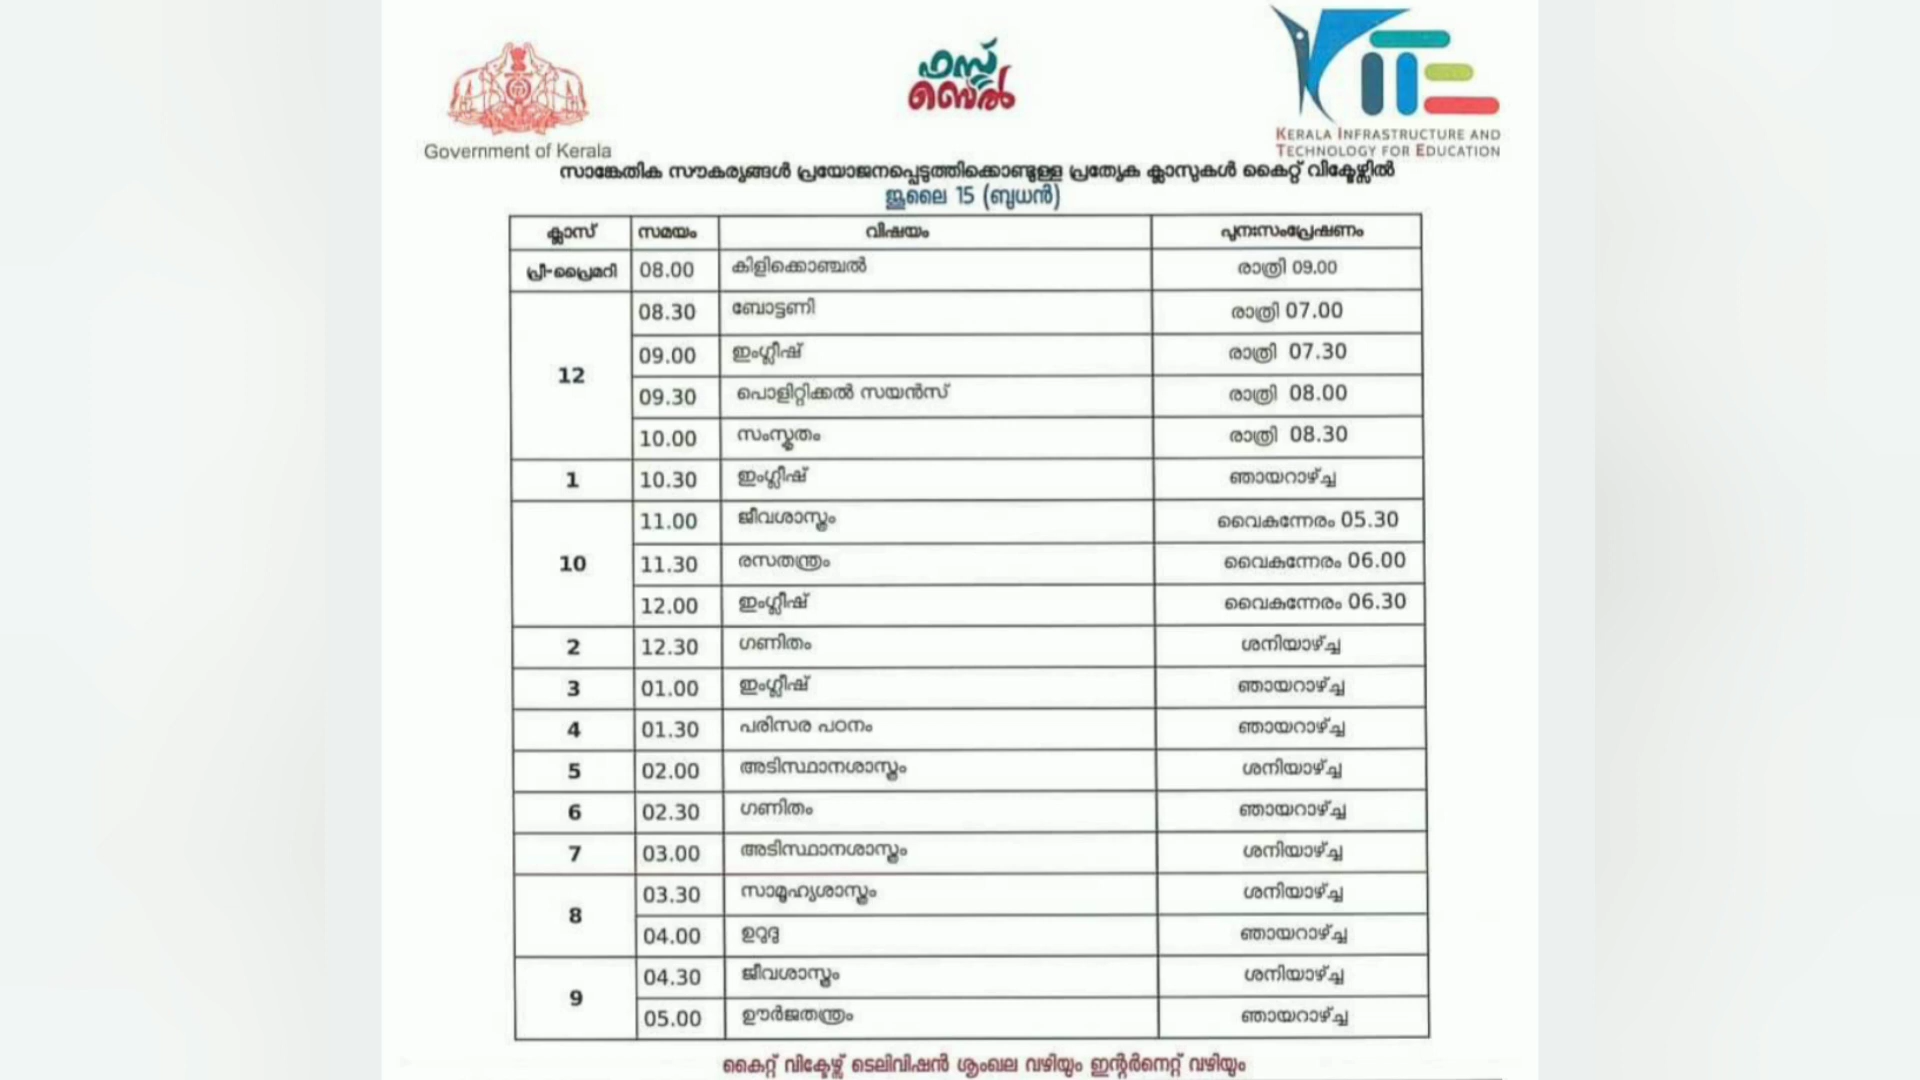 ഫസ്റ്റ്
ബെൽ
Government of Kerala
KITE
KERALA INFRASTRUCTURE AND
TECHNOLOGY FOR EDUCATION
സാങ്കേതിക സൗകര്യങ്ങൾ പ്രയോജനപ്പെടുത്തിക്കൊണ്ടുള്ള പ്രത്യേക ക്ലാസുകൾ കൈറ്റ് വിക്ടേഴ്സിൽ
ജൂലൈ 15 (ബുധൻ)
ക്ലാസ് സമയം വിഷയം പുനഃസംപ്രേഷണം
പ്രീ-പ്രൈമറി 08.00 കിളിക്കൊഞ്ചൽ രാത്രി 09.00
12 08.30 ബോട്ടണി രാത്രി 07.00
09.00 ഇംഗ്ലീഷ് രാത്രി 07.30
09.30 പൊളിറ്റിക്കൽ സയൻസ് രാത്രി 08.00
10.00 സംസ്കൃതം രാത്രി 08.30
1 10.30 ഇംഗ്ലീഷ് ഞായറാഴ്ച്ച
10 11.00 ജീവശാസ്ത്രം വൈകുന്നേരം 05.30
11.30 രസതന്ത്രം വൈകുന്നേരം 06.00
12.00 ഇംഗ്ലീഷ് വൈകുന്നേരം 06.30
2 12.30 ഗണിതം ശനിയാഴ്ച്ച
3 01.00 ഇംഗ്ലീഷ് ഞായറാഴ്ച്ച
4 01.30 പരിസര പഠനം ഞായറാഴ്ച്ച
5 02.00 അടിസ്ഥാനശാസ്ത്രം ശനിയാഴ്ച്ച
6 02.30 ഗണിതം ഞായറാഴ്ച്ച
7 03.00 അടിസ്ഥാനശാസ്ത്രം ശനിയാഴ്ച്ച
8 03.30 സാമൂഹ്യശാസ്ത്രം ശനിയാഴ്ച്ച
04.00 ഉറുദു ഞായറാഴ്ച്ച
9 04.30 ജീവശാസ്ത്രം ശനിയാഴ്ച്ച
05.00 ഊർജതന്ത്രം ഞായറാഴ്ച്ച
കൈറ്റ് വിക്ടേഴ്സ് ടെലിവിഷൻ ശൃംഖല വഴിയും ഇന്റർനെറ്റ് വഴിയും